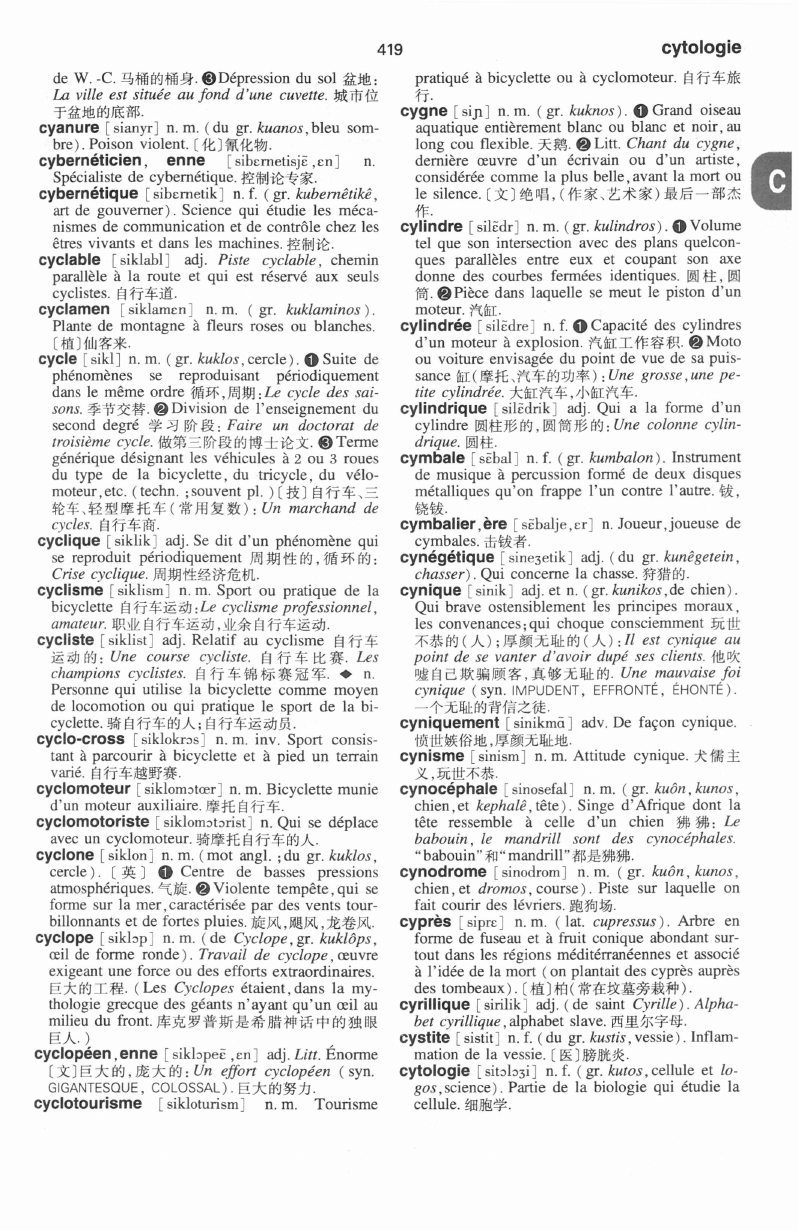 419
cytologie
de W. -C. 马桶的桶身. ❸Dépression du sol 盆地:
La ville est située au fond d'une cuvette. 城市位
于盆地的底部.
cyanure [sianyr] n. m. (du gr. kuanos,bleu som-
bre). Poison violent.〔化〕氰化物.
cybernéticien, enne [sibɛrnetisjɛ̃,ɛn] n.
Spécialiste de cybernétique. 控制论专家.
cybernétique [sibɛrnetik] n. f. (gr. kubernêtikê,
art de gouverner). Science qui étudie les méca-
nismes de communication et de contrôle chez les
êtres vivants et dans les machines. 控制论.
cyclable [siklabl] adj. Piste cyclable, chemin
parallèle à la route et qui est réservé aux seuls
cyclistes. 自行车道.
cyclamen [siklamɛn] n. m. (gr. kuklaminos).
Plante de montagne à fleurs roses ou blanches.
〔植〕仙客来.
cycle [sikl] n. m. (gr. kuklos,cercle). ❶Suite de
phénomènes se reproduisant périodiquement
dans le même ordre 循环,周期:Le cycle des sai-
sons. 季节交替. ❷Division de l'enseignement du
second degré 学习阶段: Faire un doctorat de
troisième cycle. 做第三阶段的博士论文. ❸Terme
générique désignant les véhicules à 2 ou 3 roues
du type de la bicyclette, du tricycle, du vélo-
moteur,etc. (techn. ;souvent pl. )〔技〕自行车、三
轮车、轻型摩托车(常用复数): Un marchand de
cycles. 自行车商.
cyclique [siklik] adj. Se dit d'un phénomène qui
se reproduit périodiquement 周期性的,循环的:
Crise cyclique. 周期性经济危机.
cyclisme [siklism] n. m. Sport ou pratique de la
bicyclette 自行车运动:Le cyclisme professionnel,
amateur. 职业自行车运动,业余自行车运动.
cycliste [siklist] adj. Relatif au cyclisme 自行车
运动的: Une course cycliste. 自行车比赛. Les
champions cyclistes. 自行车锦标赛冠军. ◆ n.
Personne qui utilise la bicyclette comme moyen
de locomotion ou qui pratique le sport de la bi-
cyclette. 骑自行车的人;自行车运动员.
cyclo-cross [siklokrɔs] n. m. inv. Sport consis-
tant à parcourir à bicyclette et à pied un terrain
varié. 自行车越野赛.
cyclomoteur [siklomɔtœr] n. m. Bicyclette munie
d'un moteur auxiliaire. 摩托自行车.
cyclomotoriste [siklomɔtɔrist] n. Qui se déplace
avec un cyclomoteur. 骑摩托自行车的人.
cyclone [siklon] n. m. (mot angl. ;du gr. kuklos,
cercle). [英] ❶ Centre de basses pressions
atmosphériques. 气旋. ❷Violente tempête,qui se
forme sur la mer,caractérisée par des vents tour-
billonnants et de fortes pluies. 旋风,飓风,龙卷风.
cyclope [siklɔp] n. m. (de Cyclope,gr. kuklôps,
œil de forme ronde). Travail de cyclope,œuvre
exigeant une force ou des efforts extraordinaires.
巨大的工程. (Les Cyclopes étaient,dans la my-
thologie grecque des géants n'ayant qu'un œil au
milieu du front. 库克罗普斯是希腊神话中的独眼
巨人.)
cyclopéen,enne [siklɔpeɛ̃,ɛn] adj. Litt. Énorme
〔文〕巨大的,庞大的:Un effort cyclopéen (syn.
GIGANTESQUE, COLOSSAL).巨大的努力.
cyclotourisme [sikloturism] n. m. Tourisme
pratiqué à bicyclette ou à cyclomoteur. 自行车旅
行.
cygne [siɲ] n. m. (gr. kuknos). ❶ Grand oiseau
aquatique entièrement blanc ou blanc et noir,au
long cou flexible. 天鹅. ❷Litt. Chant du cygne,
dernière œuvre d'un écrivain ou d'un artiste,
considérée comme la plus belle,avant la mort ou
le silence.〔文〕绝唱,(作家、艺术家)最后一部杰
作.
C
cylindre [silɛ̃dr] n. m. (gr. kulindros). ❶Volume
tel que son intersection avec des plans quelcon-
ques parallèles entre eux et coupant son axe
donne des courbes fermées identiques. 圆柱,圆
筒. ❷Pièce dans laquelle se meut le piston d'un
moteur. 汽缸.
cylindrée [silɛ̃dre] n. f. ❶Capacité des cylindres
d'un moteur à explosion. 汽缸工作容积. ❷Moto
ou voiture envisagée du point de vue de sa puis-
sance 缸(摩托、汽车的功率):Une grosse,une pe-
tite cylindrée. 大缸汽车,小缸汽车.
cylindrique [silɛ̃drik] adj. Qui a la forme d'un
cylindre 圆柱形的,圆筒形的:Une colonne cylin-
drique. 圆柱.
cymbale [sɛ̃bal] n. f. (gr. kumbalon). Instrument
de musique à percussion formé de deux disques
métalliques qu'on frappe l'un contre l'autre. 钹,
铙钹.
cymbalier,ère [sɛ̃balje,ɛr] n. Joueur,joueuse de
cymbales. 击钹者.
cynégétique [sineʒetik] adj. (du gr. kunêgetein,
chasser). Qui concerne la chasse. 狩猎的.
cynique [sinik] adj. et n. (gr. kunikos,de chien).
Qui brave ostensiblement les principes moraux,
les convenances;qui choque consciemment 玩世
不恭的(人);厚颜无耻的(人):Il est cynique au
point de se vanter d'avoir dupé ses clients. 他吹
嘘自己欺骗顾客,真够无耻的. Une mauvaise foi
cynique (syn. IMPUDENT, EFFRONTÉ, ÉHONTÉ).
一个无耻的背信之徒.
cyniquement [sinikmɑ̃] adv. De façon cynique.
愤世嫉俗地,厚颜无耻地.
cynisme [sinism] n. m. Attitude cynique. 犬儒主
义,玩世不恭.
cynocéphale [sinosefal] n. m. (gr. kuôn, kunos,
chien,et kephalê,tête). Singe d'Afrique dont la
tête ressemble à celle d'un chien 狒狒: Le
babouin, le mandrill sont des cynocéphales.
“babouin”和“mandrill”都是狒狒.
cynodrome [sinodrom] n. m. (gr. kuôn, kunos,
chien,et dromos,course). Piste sur laquelle on
fait courir des lévriers. 跑狗场.
cyprès [siprɛ] n. m. (lat. cupressus). Arbre en
forme de fuseau et à fruit conique abondant sur-
tout dans les régions méditérranéennes et associé
à l'idée de la mort (on plantait des cyprès auprès
des tombeaux).〔植〕柏(常在坟墓旁栽种).
cyrillique [sirilik] adj. (de saint Cyrille). Alpha-
bet cyrillique,alphabet slave. 西里尔字母.
cystite [sistit] n. f. (du gr. kustis,vessie). Inflam-
mation de la vessie.〔医〕膀胱炎.
cytologie [sitɔlɔʒi] n. f. (gr. kutos,cellule et lo-
gos,science). Partie de la biologie qui étudie la
cellule. 细胞学.